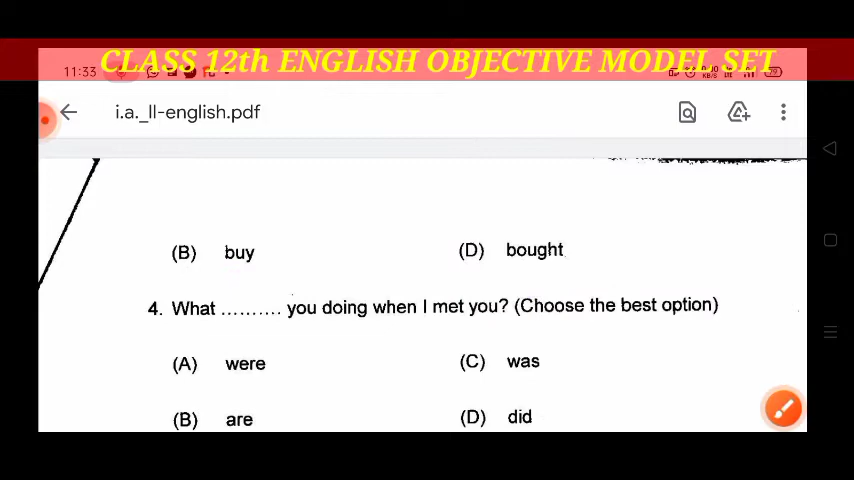 CLASS 12th ENGLISH OBJECTIVE MODEL SET
11:33
i.a._ll-english.pdf
(B) buy (D) bought
4. What .......... you doing when I met you? (Choose the best option)
(A) were (C) was
(B) are (D) did